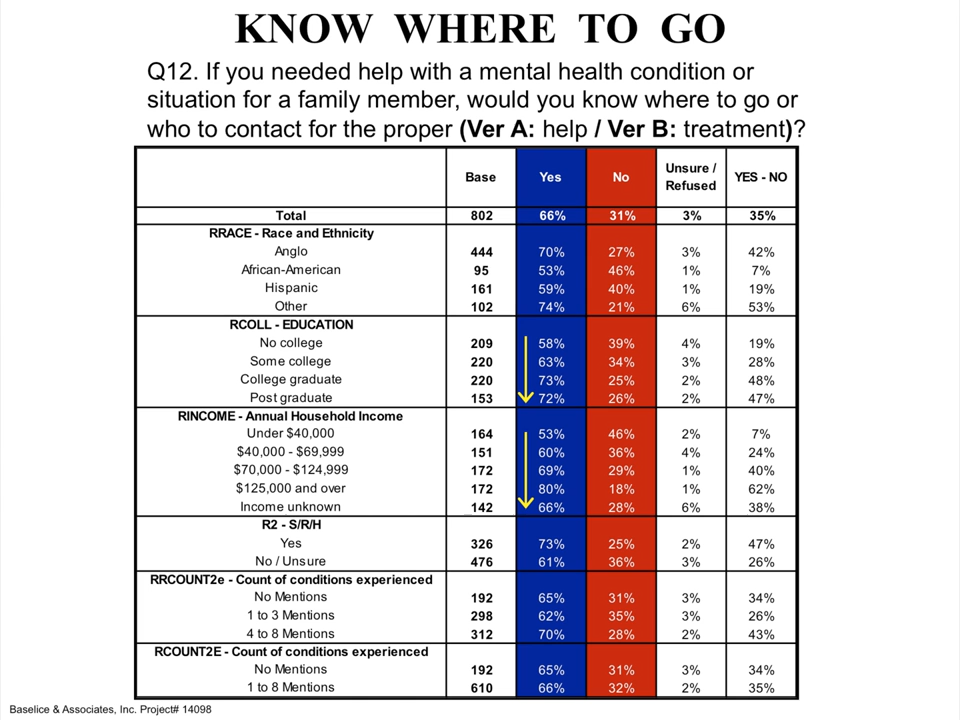 KNOW WHERE TO GO
Q12. If you needed help with a mental health condition or
situation for a family member, would you know where to go or
who to contact for the proper (Ver A: help / Ver B: treatment)?
Base Yes No Unsure / Refused YES - NO
Total 802 66% 31% 3% 35%
RRACE - Race and Ethnicity
Anglo 444 70% 27% 3% 42%
African-American 95 53% 46% 1% 7%
Hispanic 161 59% 40% 1% 19%
Other 102 74% 21% 6% 53%
RCOLL - EDUCATION
No college 209 58% 39% 4% 19%
Some college 220 63% 34% 3% 28%
College graduate 220 73% 25% 2% 48%
Post graduate 153 72% 26% 2% 47%
RINCOME - Annual Household Income
Under $40,000 164 53% 46% 2% 7%
$40,000 - $69,999 151 60% 36% 4% 24%
$70,000 - $124,999 172 69% 29% 1% 40%
$125,000 and over 172 80% 18% 1% 62%
Income unknown 142 66% 28% 6% 38%
R2 - S/R/H
Yes 326 73% 25% 2% 47%
No / Unsure 476 61% 36% 3% 26%
RRCOUNT2e - Count of conditions experienced
No Mentions 192 65% 31% 3% 34%
1 to 3 Mentions 298 62% 35% 3% 26%
4 to 8 Mentions 312 70% 28% 2% 43%
RCOUNT2E - Count of conditions experienced
No Mentions 192 65% 31% 3% 34%
1 to 8 Mentions 610 66% 32% 2% 35%
Baselice & Associates, Inc. Project# 14098